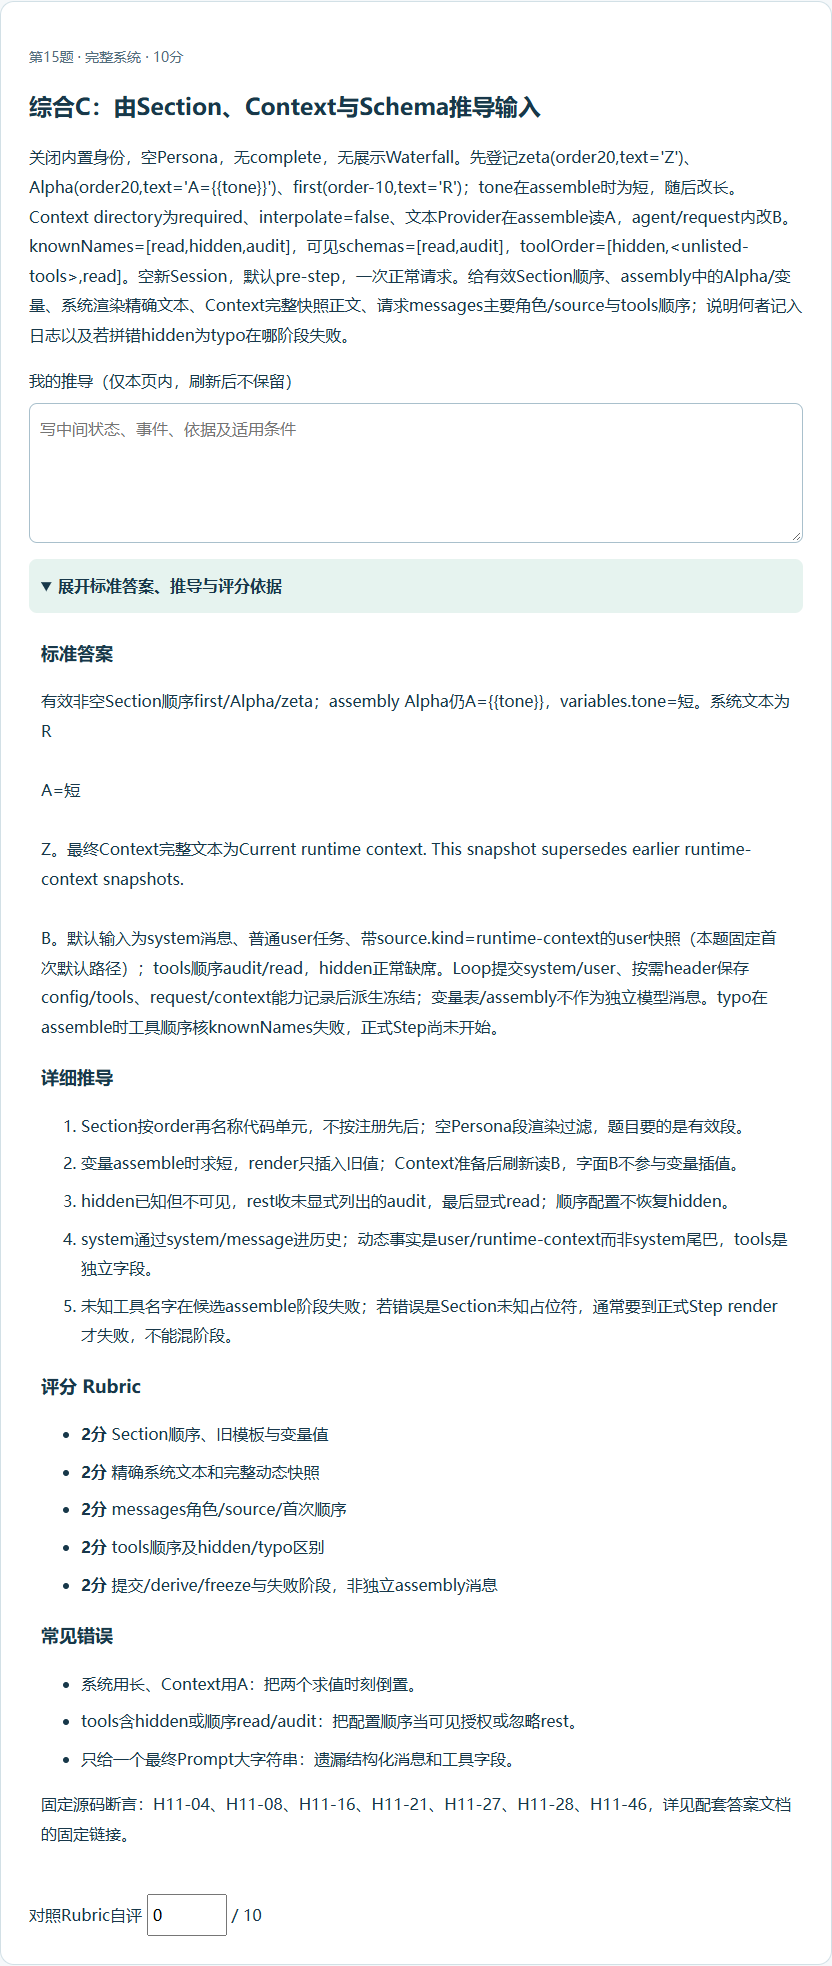 第15题 · 完整系统 · 10分
综合C：由Section、Context与Schema推导输入
关闭内置身份，空Persona，无complete，无展示Waterfall。先登记zeta(order20,text='Z')、
Alpha(order20,text='A={{tone}}')、first(order-10,text='R')；tone在assemble时为短，随后改长。
Context directory为required、interpolate=false、文本Provider在assemble读A，agent/request内改B。
knownNames=[read,hidden,audit]，可见schemas=[read,audit]，toolOrder=[hidden,<unlisted-
tools>,read]。空新Session，默认pre-step，一次正常请求。给有效Section顺序、assembly中的Alpha/变
量、系统渲染精确文本、Context完整快照正文、请求messages主要角色/source与tools顺序；说明何者记入
日志以及若拼错hidden为typo在哪阶段失败。
我的推导（仅本页内，刷新后不保留）
写中间状态、事件、依据及适用条件
▼ 展开标准答案、推导与评分依据
标准答案
有效非空Section顺序first/Alpha/zeta；assembly Alpha仍A={{tone}}，variables.tone=短。系统文本为
R
A=短
Z。最终Context完整文本为Current runtime context. This snapshot supersedes earlier runtime-
context snapshots.
B。默认输入为system消息、普通user任务、带source.kind=runtime-context的user快照（本题固定首
次默认路径）；tools顺序audit/read，hidden正常缺席。Loop提交system/user、按需header保存
config/tools、request/context能力记录后派生冻结；变量表/assembly不作为独立模型消息。typo在
assemble时工具顺序核knownNames失败，正式Step尚未开始。
详细推导
1. Section按order再名称代码单元，不按注册先后；空Persona段渲染过滤，题目要的是有效段。
2. 变量assemble时求短，render只插入旧值；Context准备后刷新读B，字面B不参与变量插值。
3. hidden已知但不可见，rest收未显式列出的audit，最后显式read；顺序配置不恢复hidden。
4. system通过system/message进历史；动态事实是user/runtime-context而非system尾巴，tools是
独立字段。
5. 未知工具名字在候选assemble阶段失败；若错误是Section未知占位符，通常要到正式Step render
才失败，不能混阶段。
评分 Rubric
• 2分 Section顺序、旧模板与变量值
• 2分 精确系统文本和完整动态快照
• 2分 messages角色/source/首次顺序
• 2分 tools顺序及hidden/typo区别
• 2分 提交/derive/freeze与失败阶段，非独立assembly消息
常见错误
• 系统用长、Context用A：把两个求值时刻倒置。
• tools含hidden或顺序read/audit：把配置顺序当可见授权或忽略rest。
• 只给一个最终Prompt大字符串：遗漏结构化消息和工具字段。
固定源码断言：H11-04、H11-08、H11-16、H11-21、H11-27、H11-28、H11-46，详见配套答案文档
的固定链接。
对照Rubric自评 0 / 10